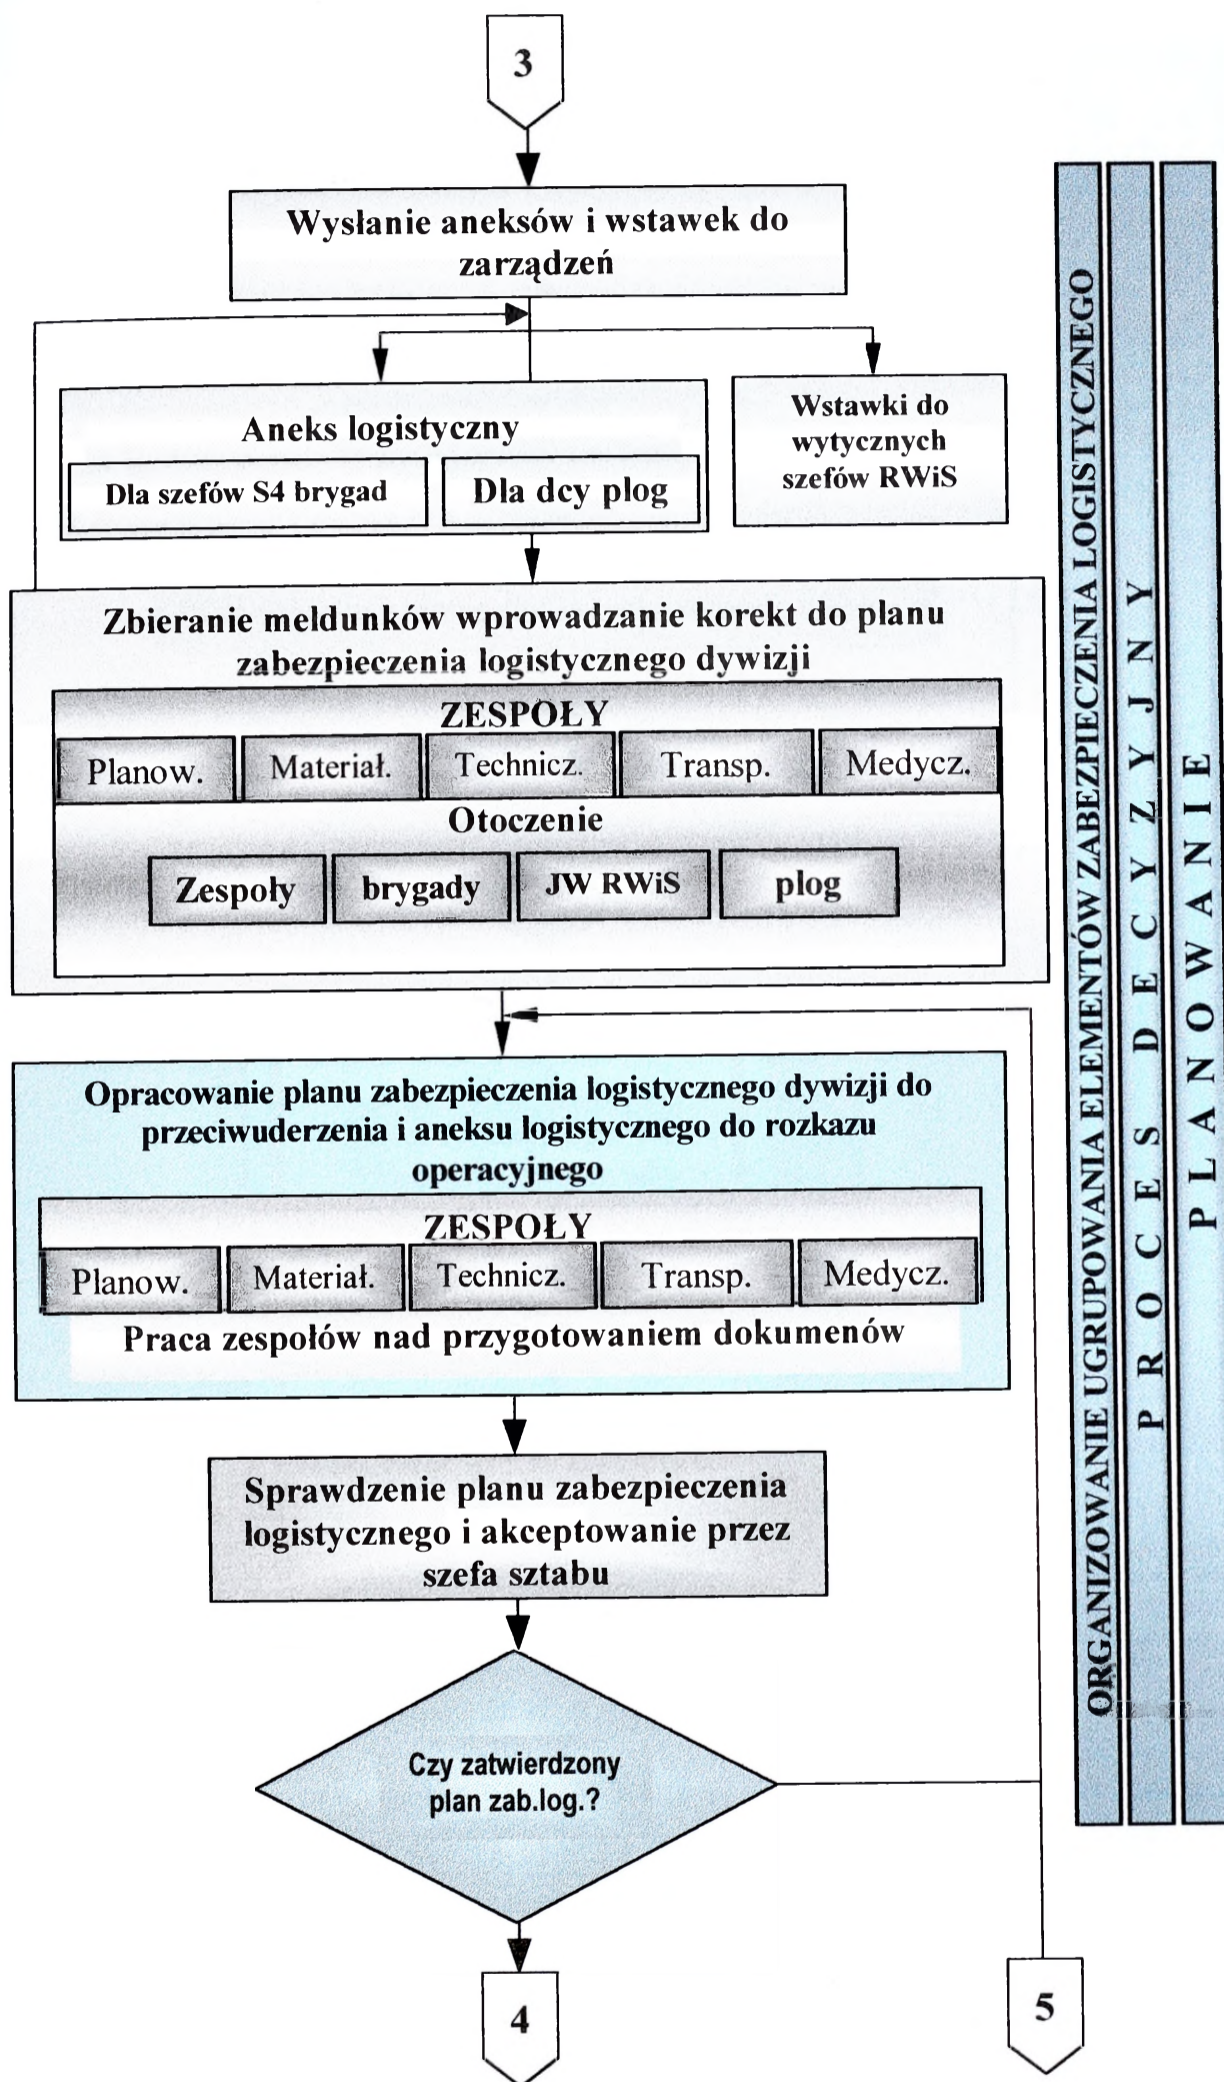 3
Wysłanie aneksów i wstawek do
zarządzeń
Aneks logistyczny
Dla szefów S4 brygad
Dla dcy plog
Wstawki do
wytycznych
szefów RWiS
Zbieranie meldunków wprowadzanie korekt do planu
zabezpieczenia logistycznego dywizji
ZESPOŁY
Planow.
Materiał.
Technicz.
Transp.
Medycz.
Otoczenie
Zespoły
brygady
JW RWiS
plog
Opracowanie planu zabezpieczenia logistycznego dywizji do
przeciwuderzenia i aneksu logistycznego do rozkazu
operacyjnego
ZESPOŁY
Planow.
Materiał.
Technicz.
Transp.
Medycz.
Praca zespołów nad przygotowaniem dokumenów
Sprawdzenie planu zabezpieczenia
logistycznego i akceptowanie przez
szefa sztabu
Czy zatwierdzony
plan zab.log.?
4
5
ORGANIZOWANIE UGRUPOWANIA ELEMENTÓW ZABEZPIECZENIA LOGISTYCZNEGO
P R O C E S D E C Y Z Y J N Y
P L A N O W A N I E